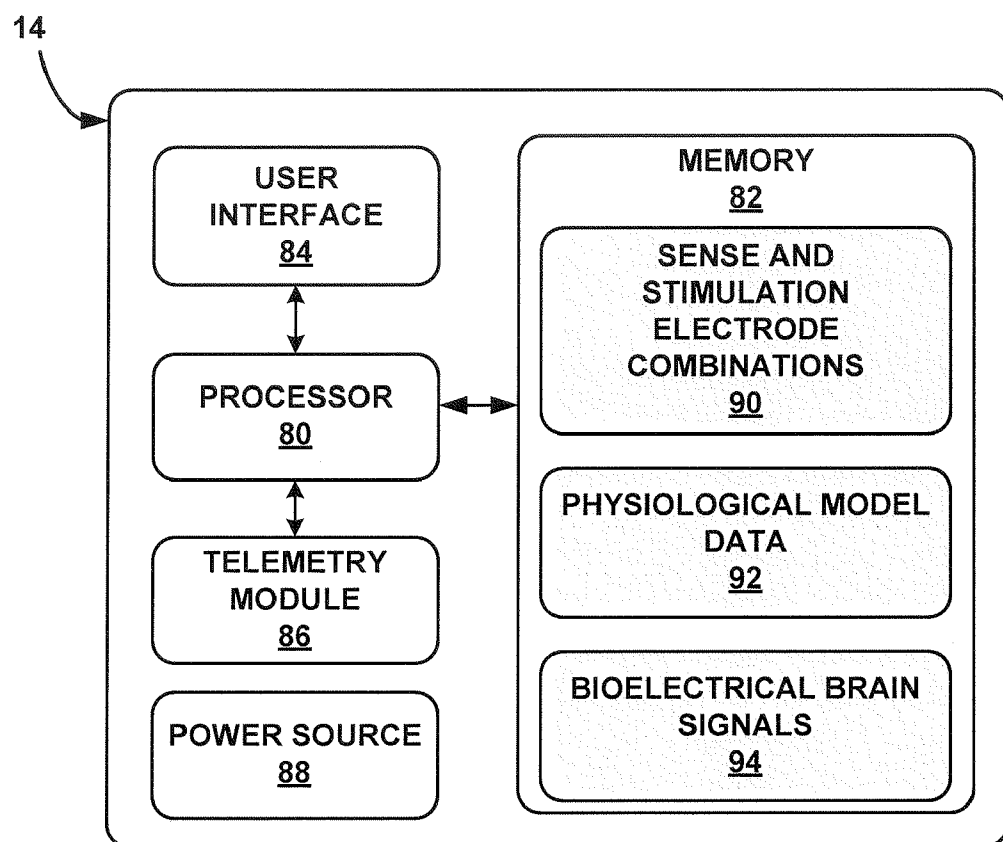 14
USER
INTERFACE
84
PROCESSOR
80
TELEMETRY
MODULE
86
POWER SOURCE
88
MEMORY
82
SENSE AND
STIMULATION
ELECTRODE
COMBINATIONS
90
PHYSIOLOGICAL MODEL
DATA
92
BIOELECTRICAL BRAIN
SIGNALS
94